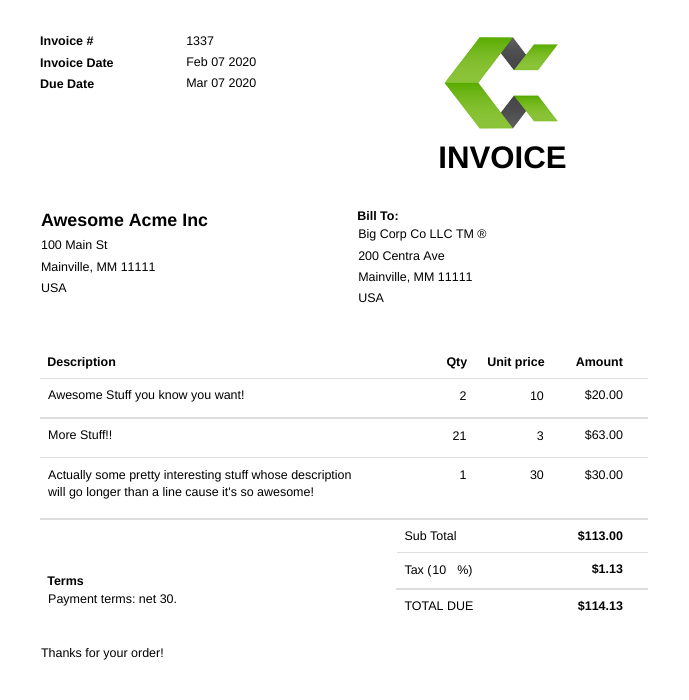 Invoice # 1337
Invoice Date Feb 07 2020
Due Date Mar 07 2020
INVOICE
Awesome Acme Inc
100 Main St
Mainville, MM 11111
USA
Bill To:
Big Corp Co LLC TM ®
200 Centra Ave
Mainville, MM 11111
USA
Description Qty Unit price Amount
Awesome Stuff you know you want! 2 10 $20.00
More Stuff!! 21 3 $63.00
Actually some pretty interesting stuff whose description 1 30 $30.00
will go longer than a line cause it's so awesome!
Sub Total $113.00
Tax (10 %) $1.13
TOTAL DUE $114.13
Terms
Payment terms: net 30.
Thanks for your order!